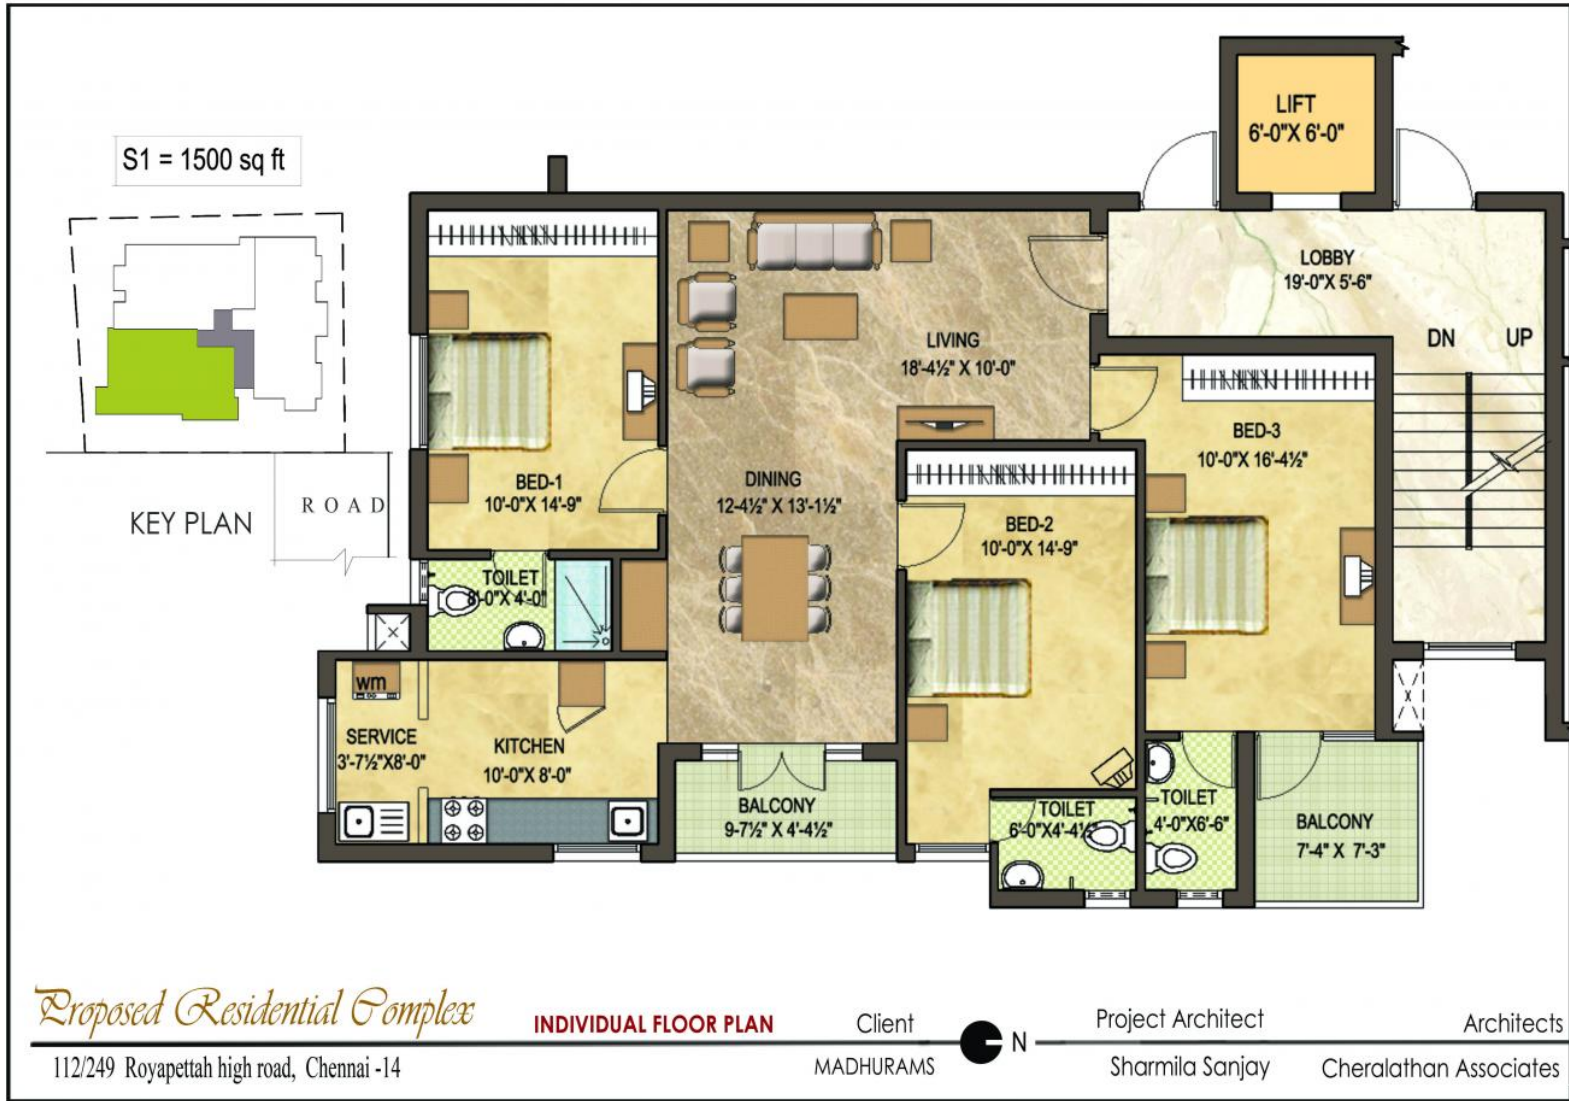 LIFT
6'-0"X 6'-0"
S1 = 1500 sq ft
LOBBY
19'-0"X 5'-6"
DN UP
LIVING
18'-4½" X 10'-0"
BED-3
10'-0"X 16'-4½"
BED-1
10'-0"X 14'-9"
DINING
12-4½" X 13'-1½"
BED-2
10'-0"X 14'-9"
KEY PLAN
ROAD
TOILET
8'-0"X 4'-0"
wm
SERVICE
3'-7½"X8'-0"
KITCHEN
10'-0"X 8'-0"
BALCONY
9-7½" X 4'-4½"
TOILET
6'-0"X4'-4½"
TOILET
4'-0"X6'-6"
BALCONY
7'-4" X 7'-3"
Proposed Residential Complex
112/249 Royapettah high road, Chennai -14
INDIVIDUAL FLOOR PLAN
Client
MADHURAMS
N
Project Architect
Sharmila Sanjay
Architects
Cheralathan Associates